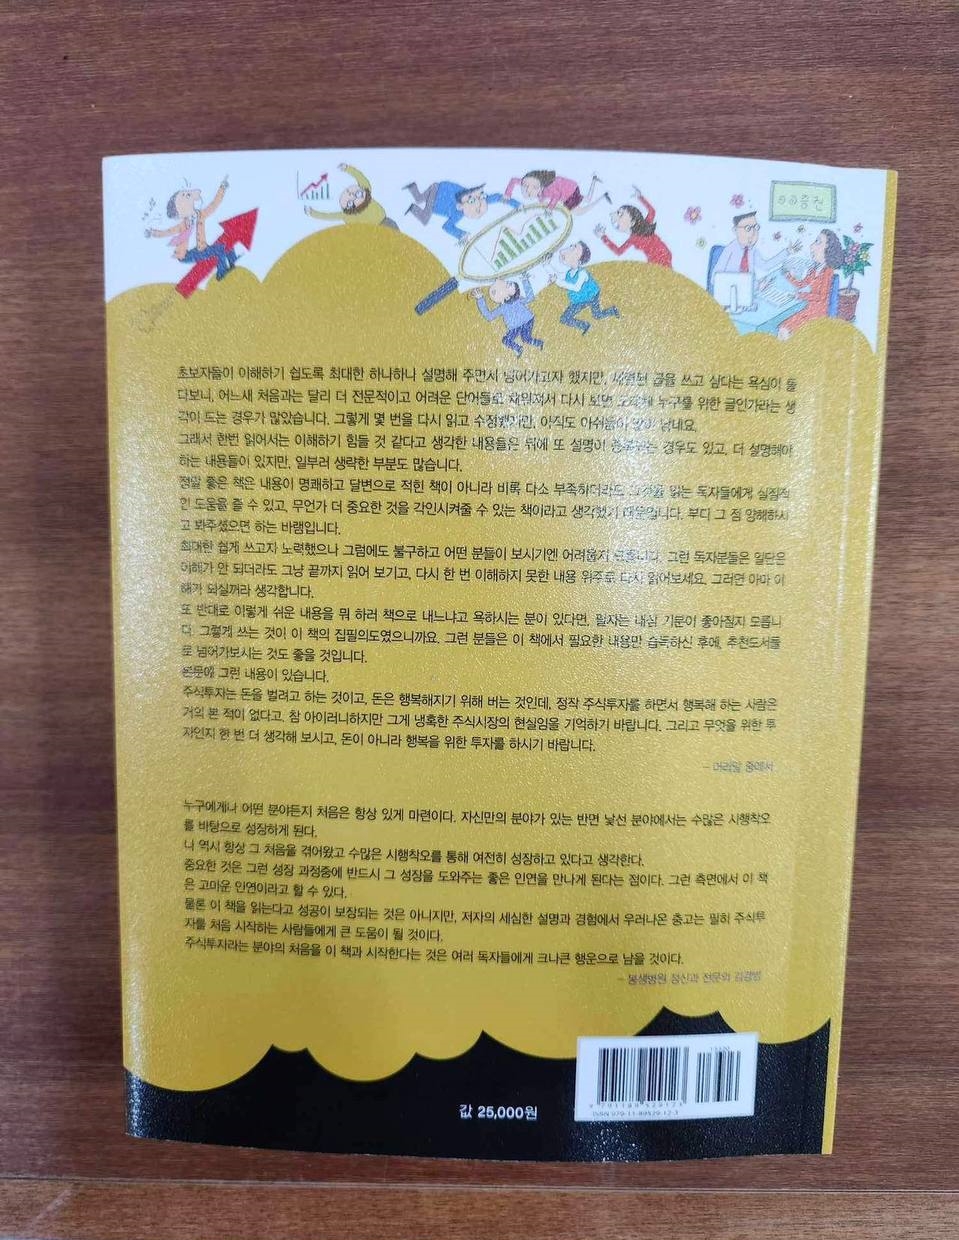 증권
초보자들이 이해하기 쉽도록 최대한 하나하나 설명해 주면서 넘어가고자 했지만, 세련된 글을 쓰고 싶다는 욕심이 들
다보니, 어느새 처음과는 달리 더 전문적이고 어려운 단어들로 채워져서 다시 보면 도대체 누구를 위한 글인가라는 생
각이 드는 경우가 많았습니다. 그렇게 몇 번을 다시 읽고 수정했지만, 아직도 아쉬움이 많이 남네요.
그래서 한번 읽어서는 이해하기 힘들 것 같다고 생각한 내용들은 뒤에 또 설명이 중복되는 경우도 있고, 더 설명해야
하는 내용들이 있지만, 일부러 생략한 부분도 많습니다.
정말 좋은 책은 내용이 명쾌하고 달변으로 적힌 책이 아니라 비록 다소 부족하더라도 그것을 읽는 독자들에게 실질적
인 도움을 줄 수 있고, 무언가 더 중요한 것을 각인시켜줄 수 있는 책이라고 생각했기 때문입니다. 부디 그 점 양해하시
고 봐주셨으면 하는 바램입니다.
최대한 쉽게 쓰고자 노력했으나 그럼에도 불구하고 어떤 분들이 보시기엔 어려울지 모릅니다. 그런 독자분들은 일단은
이해가 안 되더라도 그냥 끝까지 읽어 보기고, 다시 한 번 이해하지 못한 내용 위주로 다시 읽어보세요. 그러면 아마 이
해가 되실꺼라 생각합니다.
또 반대로 이렇게 쉬운 내용을 뭐 하러 책으로 내느냐고 욕하시는 분이 있다면, 필자는 내심 기분이 좋아질지 모릅니
다. 그렇게 쓰는 것이 이 책의 집필의도였으니까요. 그런 분들은 이 책에서 필요한 내용만 습득하신 후에, 추천도서들
로 넘어가보시는 것도 좋을 것입니다.
본문에 그런 내용이 있습니다.
주식투자는 돈을 벌려고 하는 것이고, 돈은 행복해지기 위해 버는 것인데, 정작 주식투자를 하면서 행복해 하는 사람은
거의 본 적이 없다고. 참 아이러니하지만 그게 냉혹한 주식시장의 현실임을 기억하기 바랍니다. 그리고 무엇을 위한 투
자인지 한 번 더 생각해 보시고, 돈이 아니라 행복을 위한 투자를 하시기 바랍니다.
– 머리말 중에서
누구에게나 어떤 분야든지 처음은 항상 있게 마련이다. 자신만의 분야가 있는 반면 낯선 분야에서는 수많은 시행착오
를 바탕으로 성장하게 된다.
나 역시 항상 그 처음을 겪어왔고 수많은 시행착오를 통해 여전히 성장하고 있다고 생각한다.
중요한 것은 그런 성장 과정중에 반드시 그 성장을 도와주는 좋은 인연을 만나게 된다는 점이다. 그런 측면에서 이 책
은 고마운 인연이라고 할 수 있다.
물론 이 책을 읽는다고 성공이 보장되는 것은 아니지만, 저자의 세심한 설명과 경험에서 우러나온 충고는 필히 주식투
자를 처음 시작하는 사람들에게 큰 도움이 될 것이다.
주식투자라는 분야의 처음을 이 책과 시작한다는 것은 여러 독자들에게 크나큰 행운으로 남을 것이다.
– 봉생병원 정신과 전문의 김경범
값 25,000원
ISBN 979-11-89529-12-3